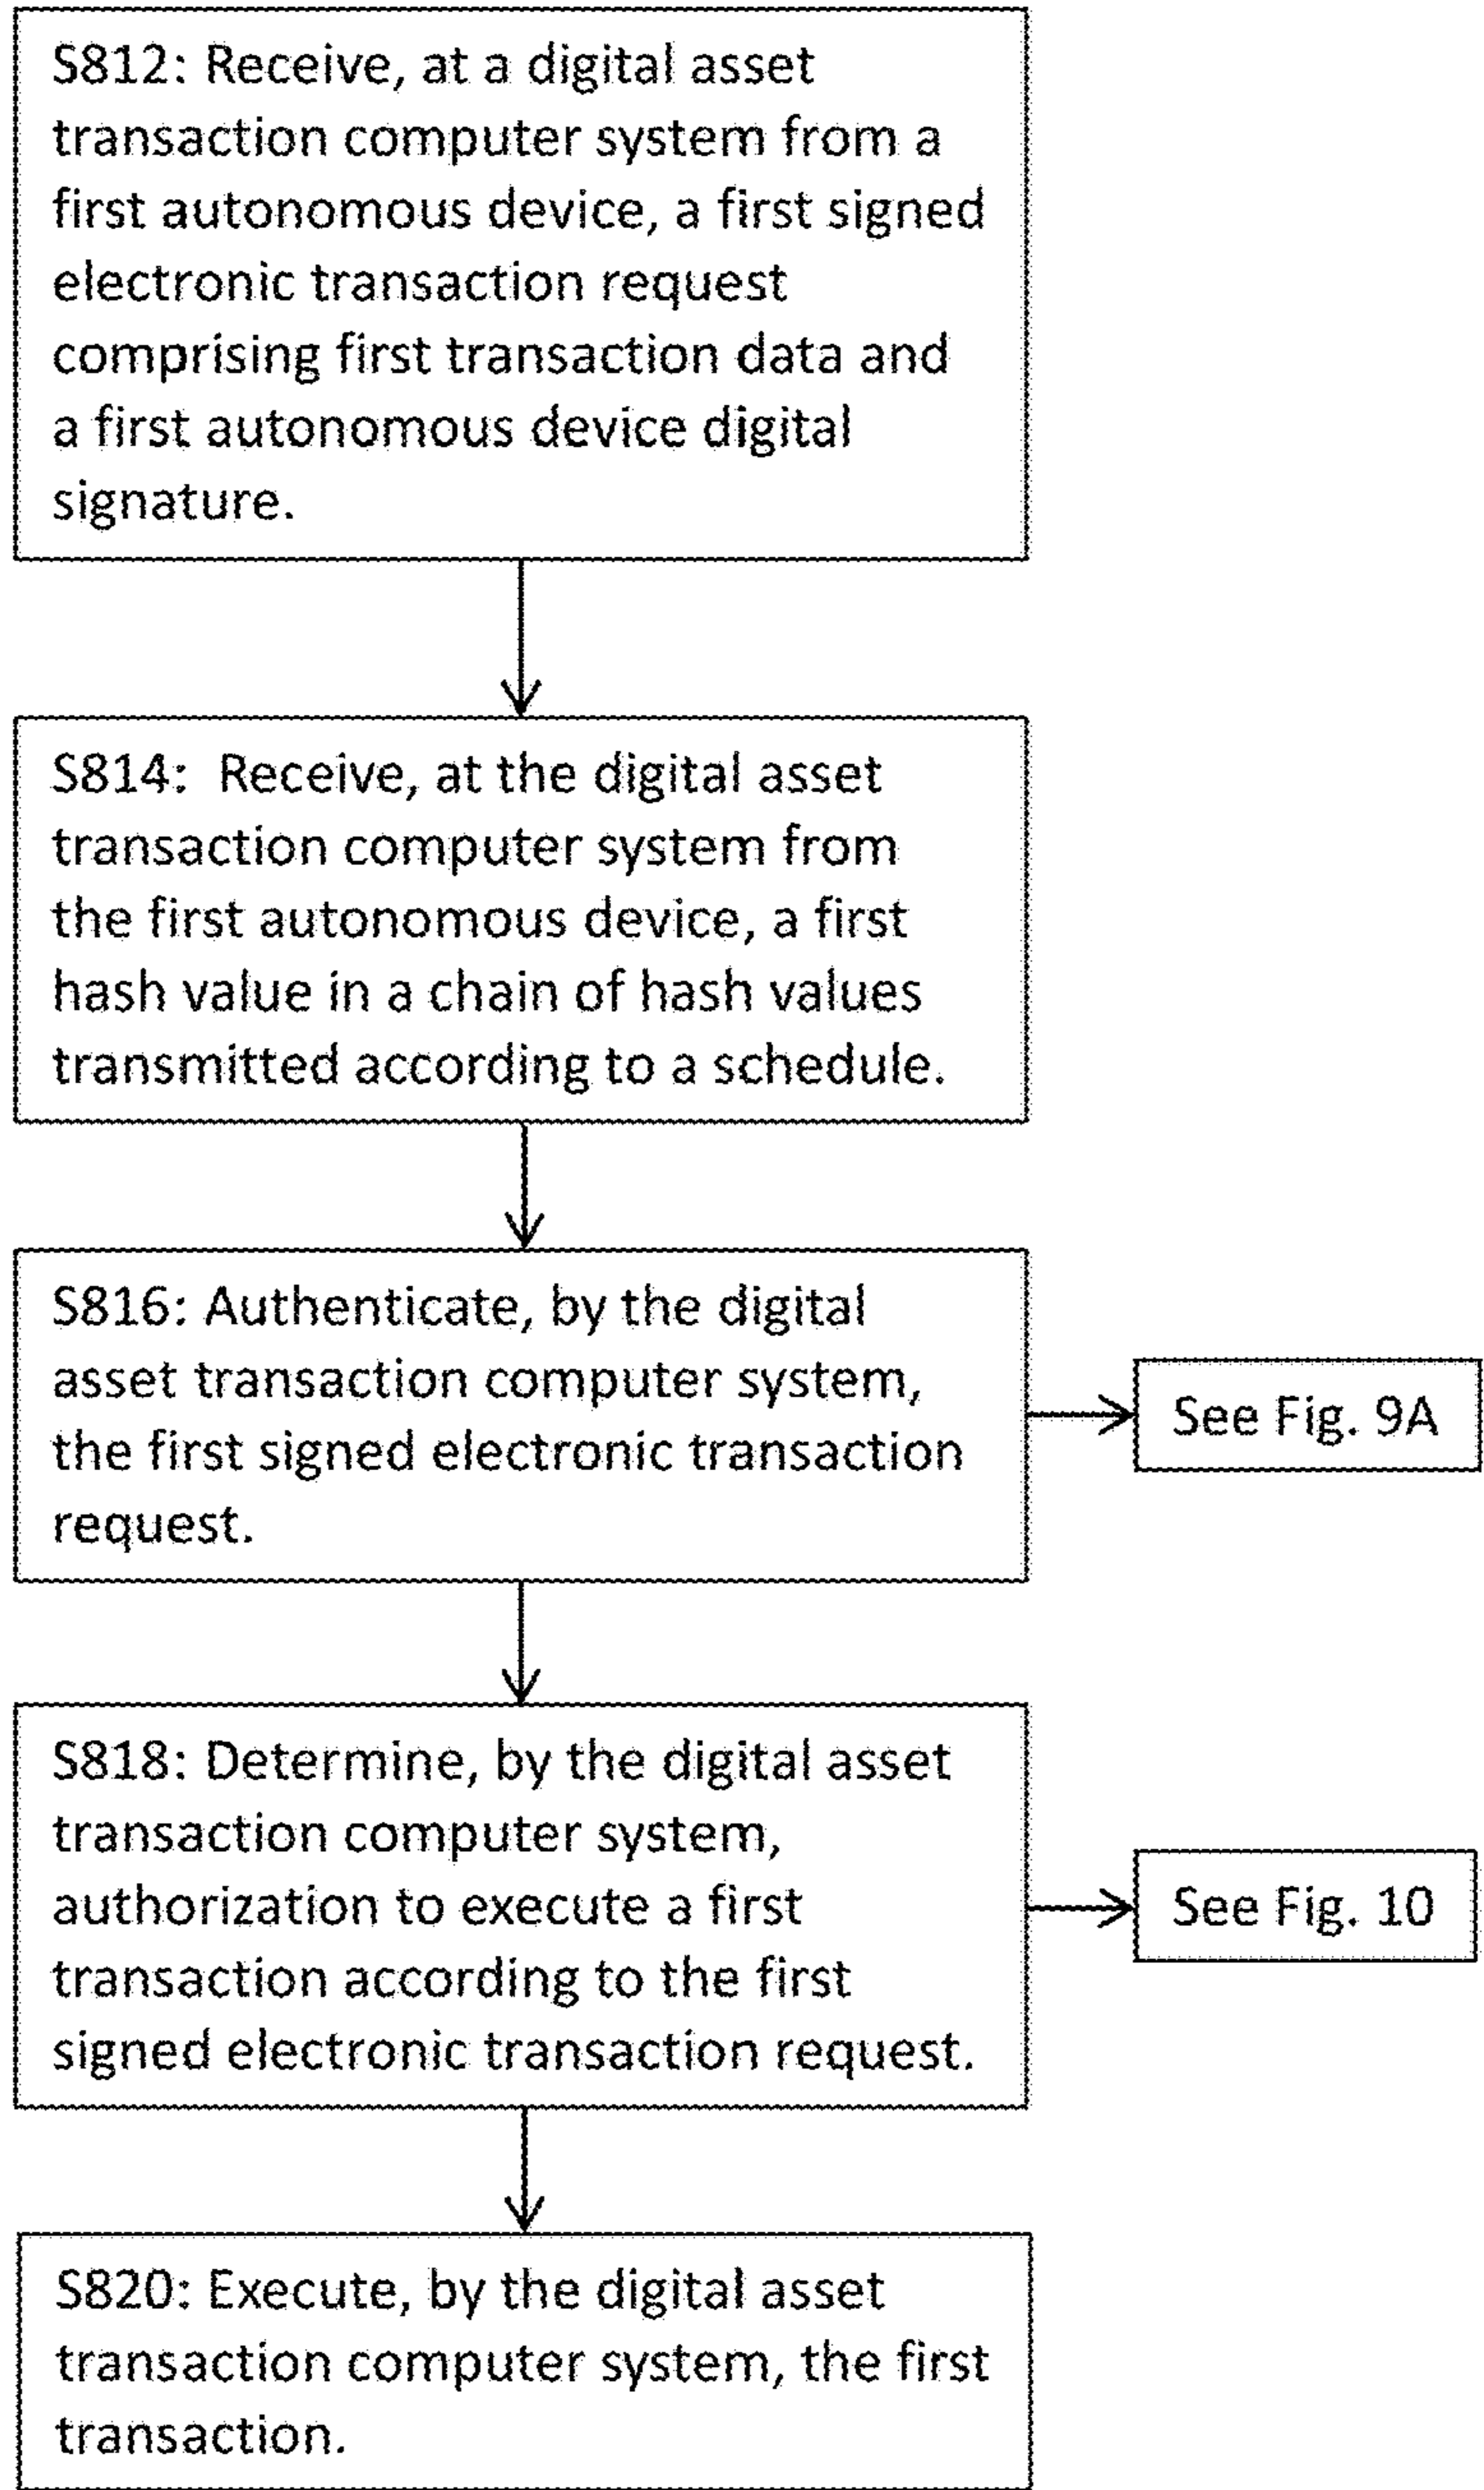 S812: Receive, at a digital asset
transaction computer system from a
first autonomous device, a first signed
electronic transaction request
comprising first transaction data and
a first autonomous device digital
signature.
S814:  Receive, at the digital asset
transaction computer system from
the first autonomous device, a first
hash value in a chain of hash values
transmitted according to a schedule.
S816: Authenticate, by the digital
asset transaction computer system,
the first signed electronic transaction
request.
See Fig. 9A
S818: Determine, by the digital asset
transaction computer system,
authorization to execute a first
transaction according to the first
signed electronic transaction request.
See Fig. 10
S820: Execute, by the digital asset
transaction computer system, the first
transaction.